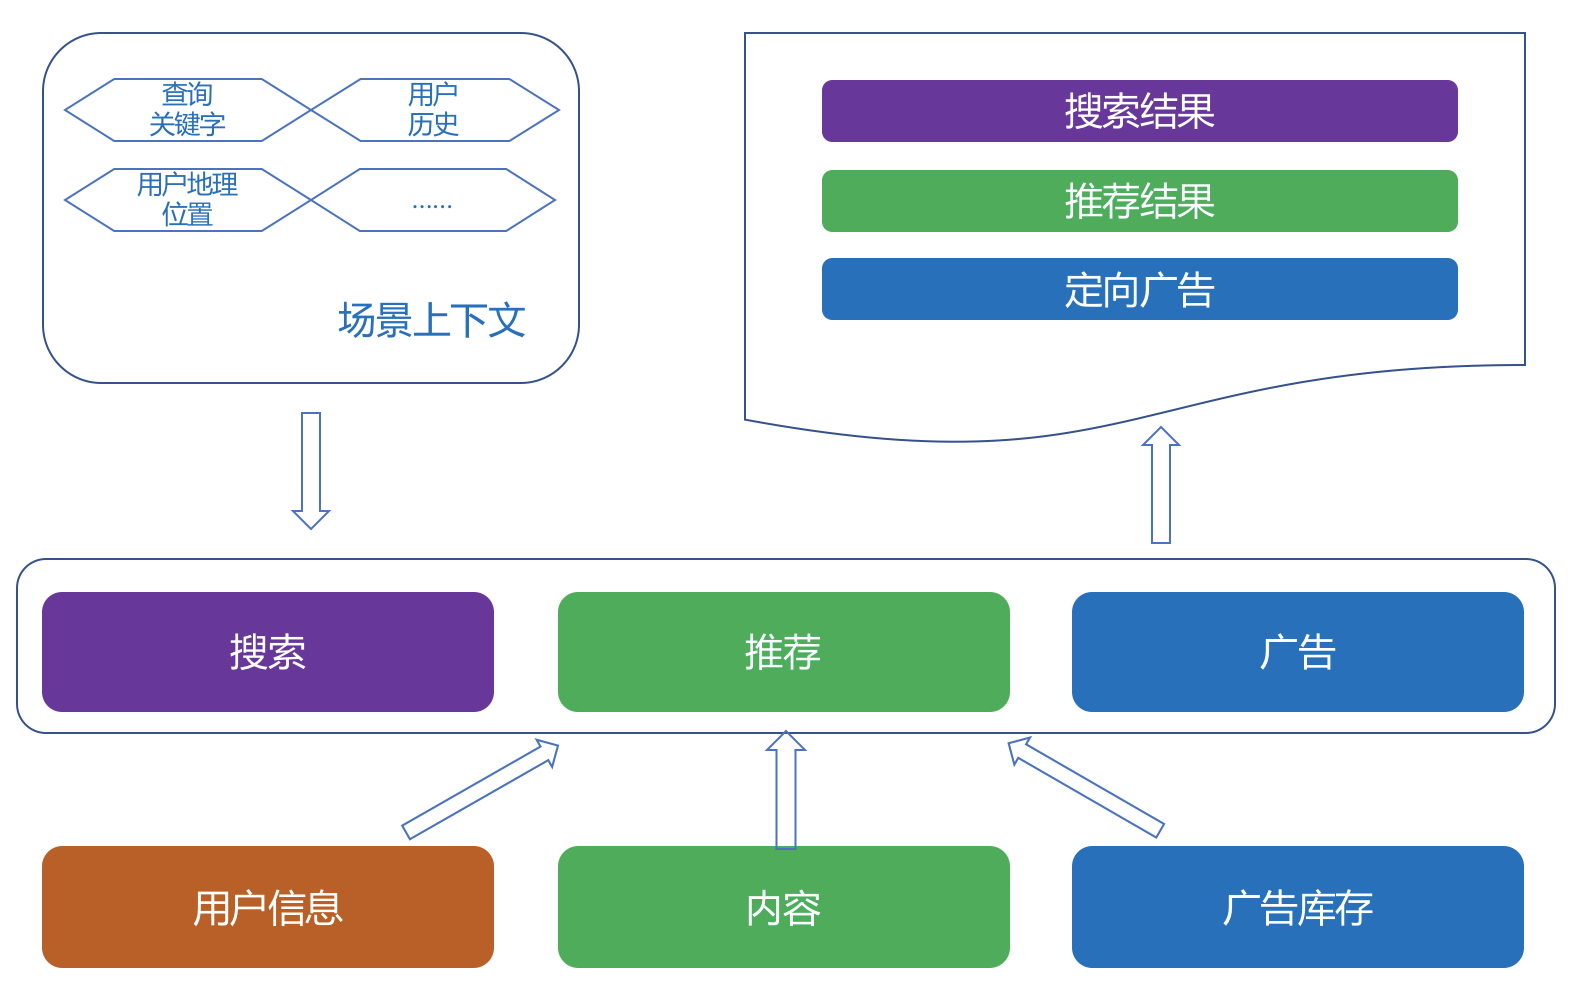 查询
关键字
用户
历史
用户地理
位置
……
场景上下文
搜索结果
推荐结果
定向广告
搜索
推荐
广告
用户信息
内容
广告库存